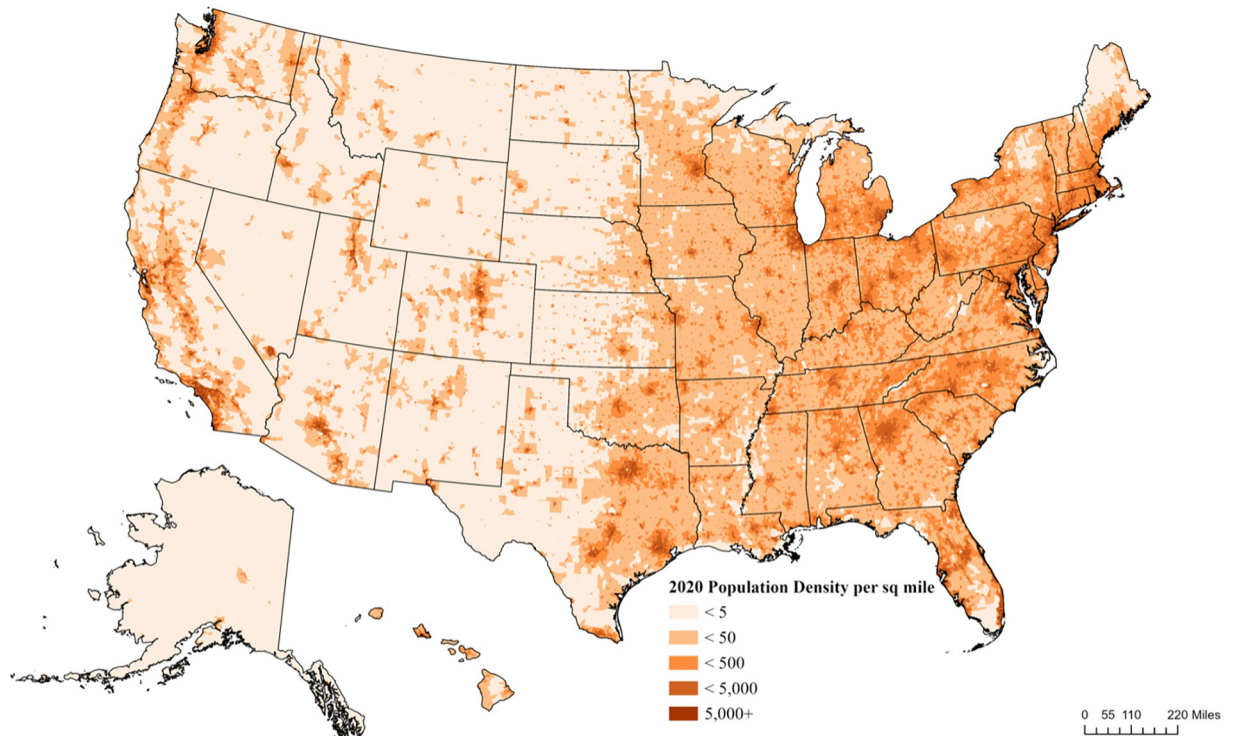 2020 Population Density per sq mile
< 5
< 50
< 500
< 5,000
5,000+
0 55 110 220 Miles